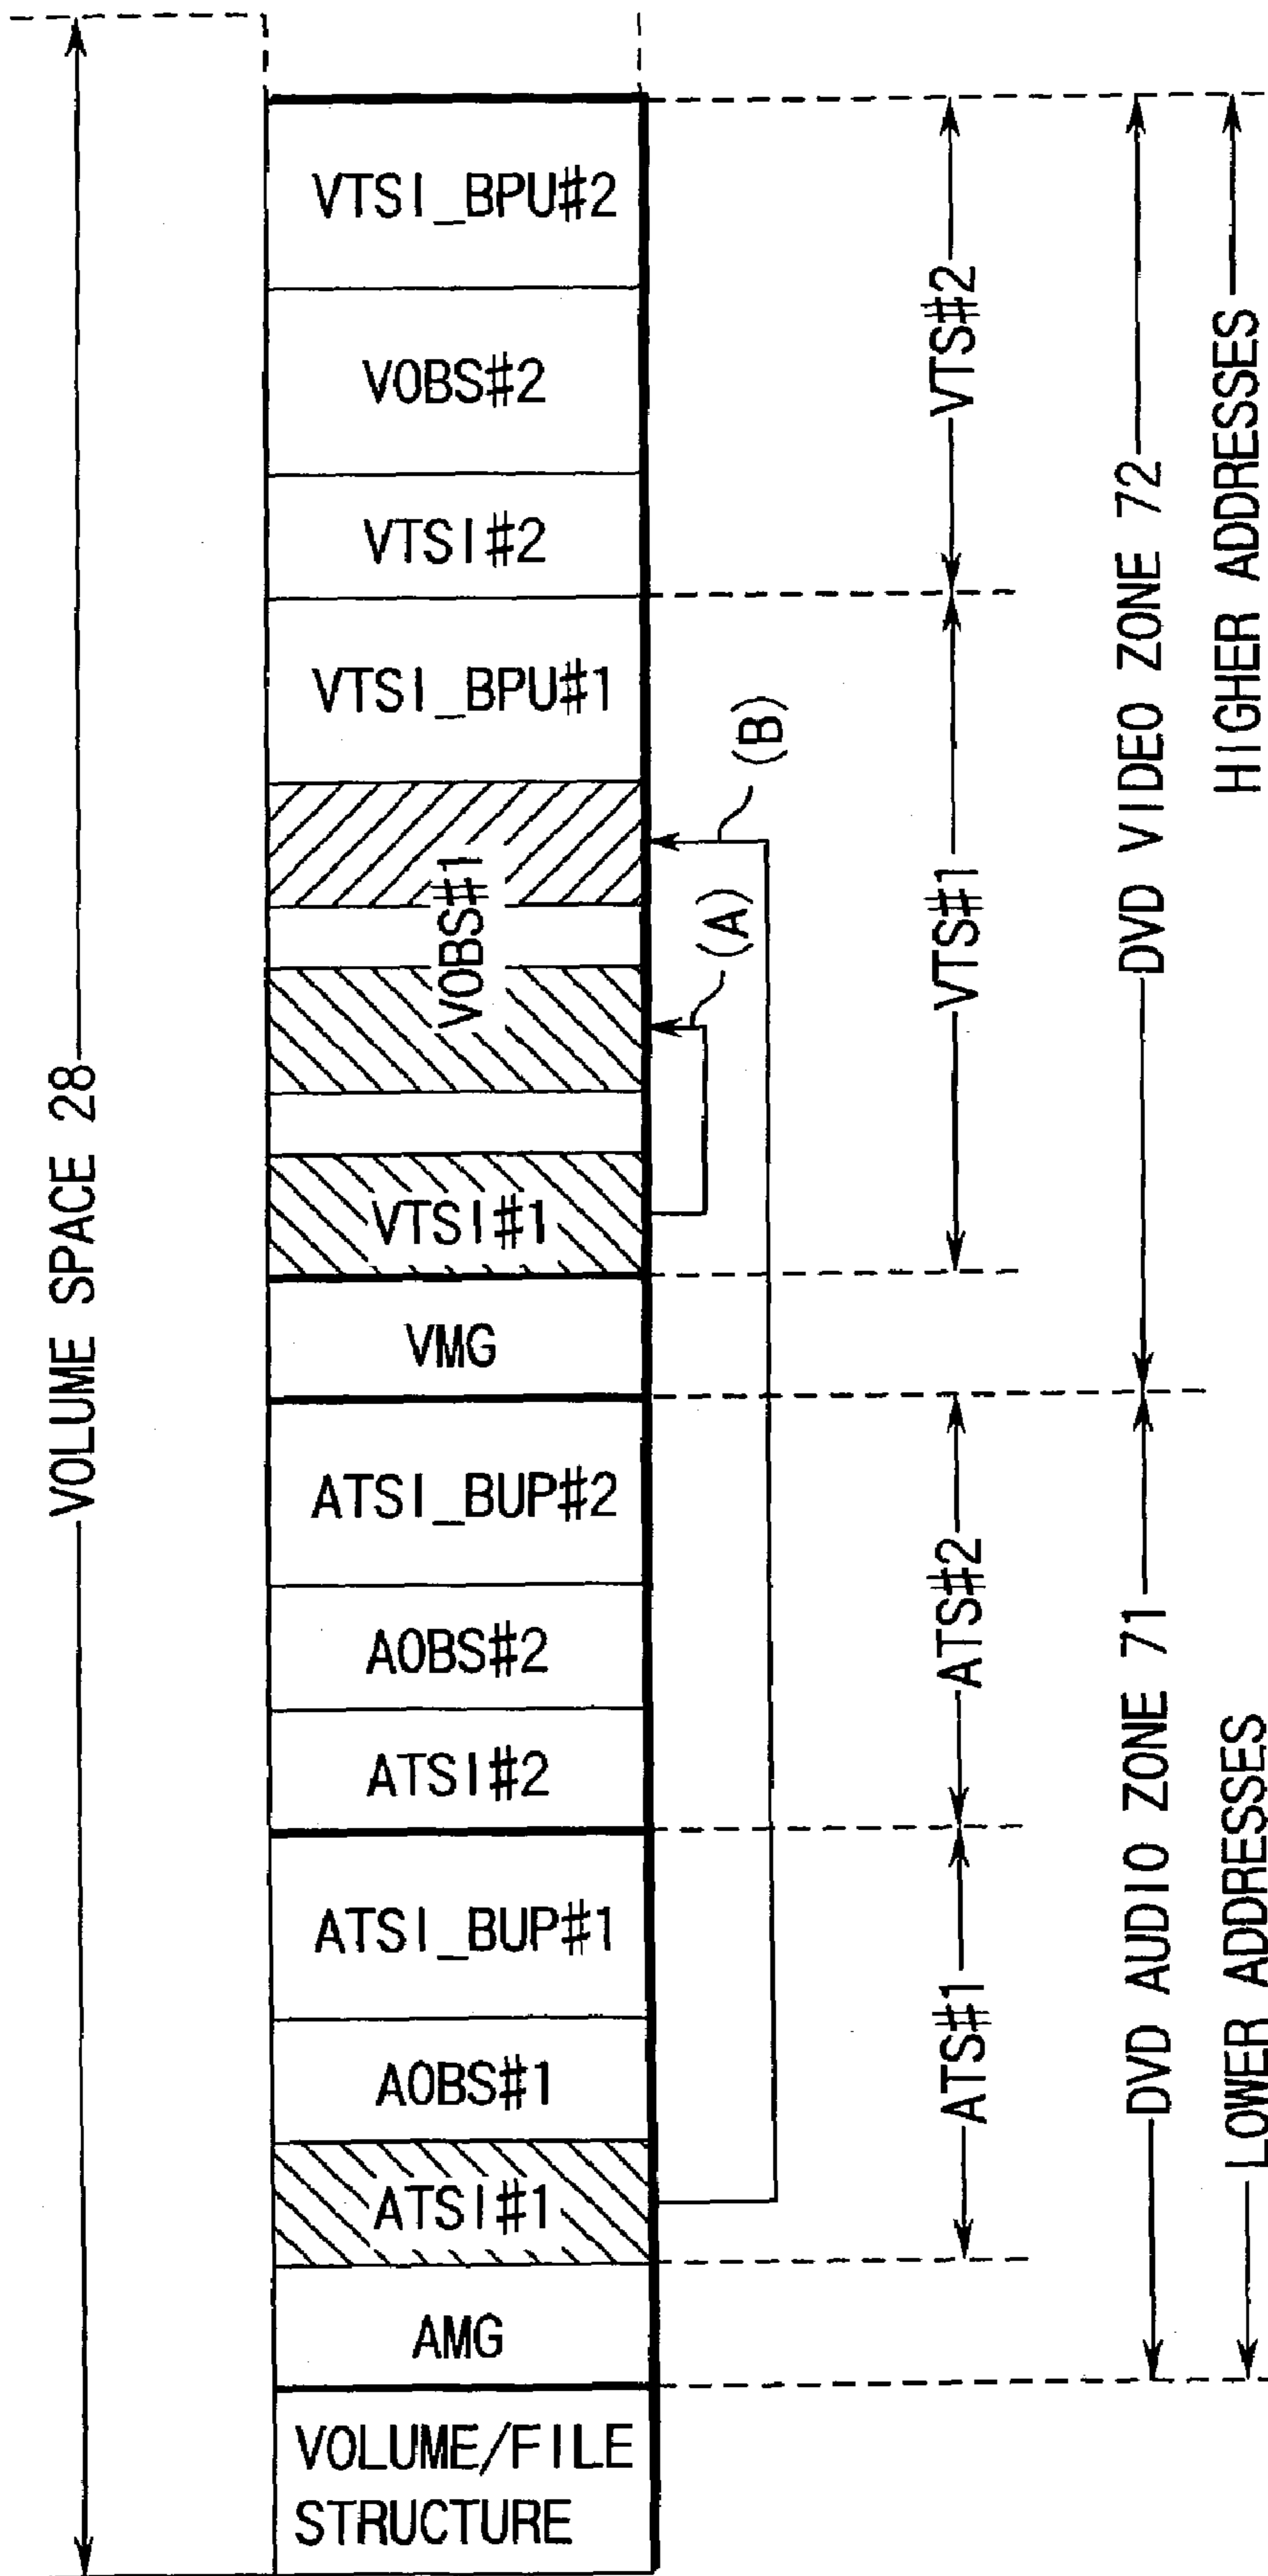 VOLUME SPACE 28
VTSI_BPU#2
VOBS#2
VTSI#2
VTSI_BPU#1
VOBS#1
VTSI#1
VMG
ATSI_BUP#2
AOBS#2
ATSI#2
ATSI_BUP#1
AOBS#1
ATSI#1
AMG
VOLUME/FILE
STRUCTURE
(B)
(A)
VTS#2
VTS#1
ATS#2
ATS#1
DVD VIDEO ZONE 72
DVD AUDIO ZONE 71
HIGHER ADDRESSES
LOWER ADDRESSES